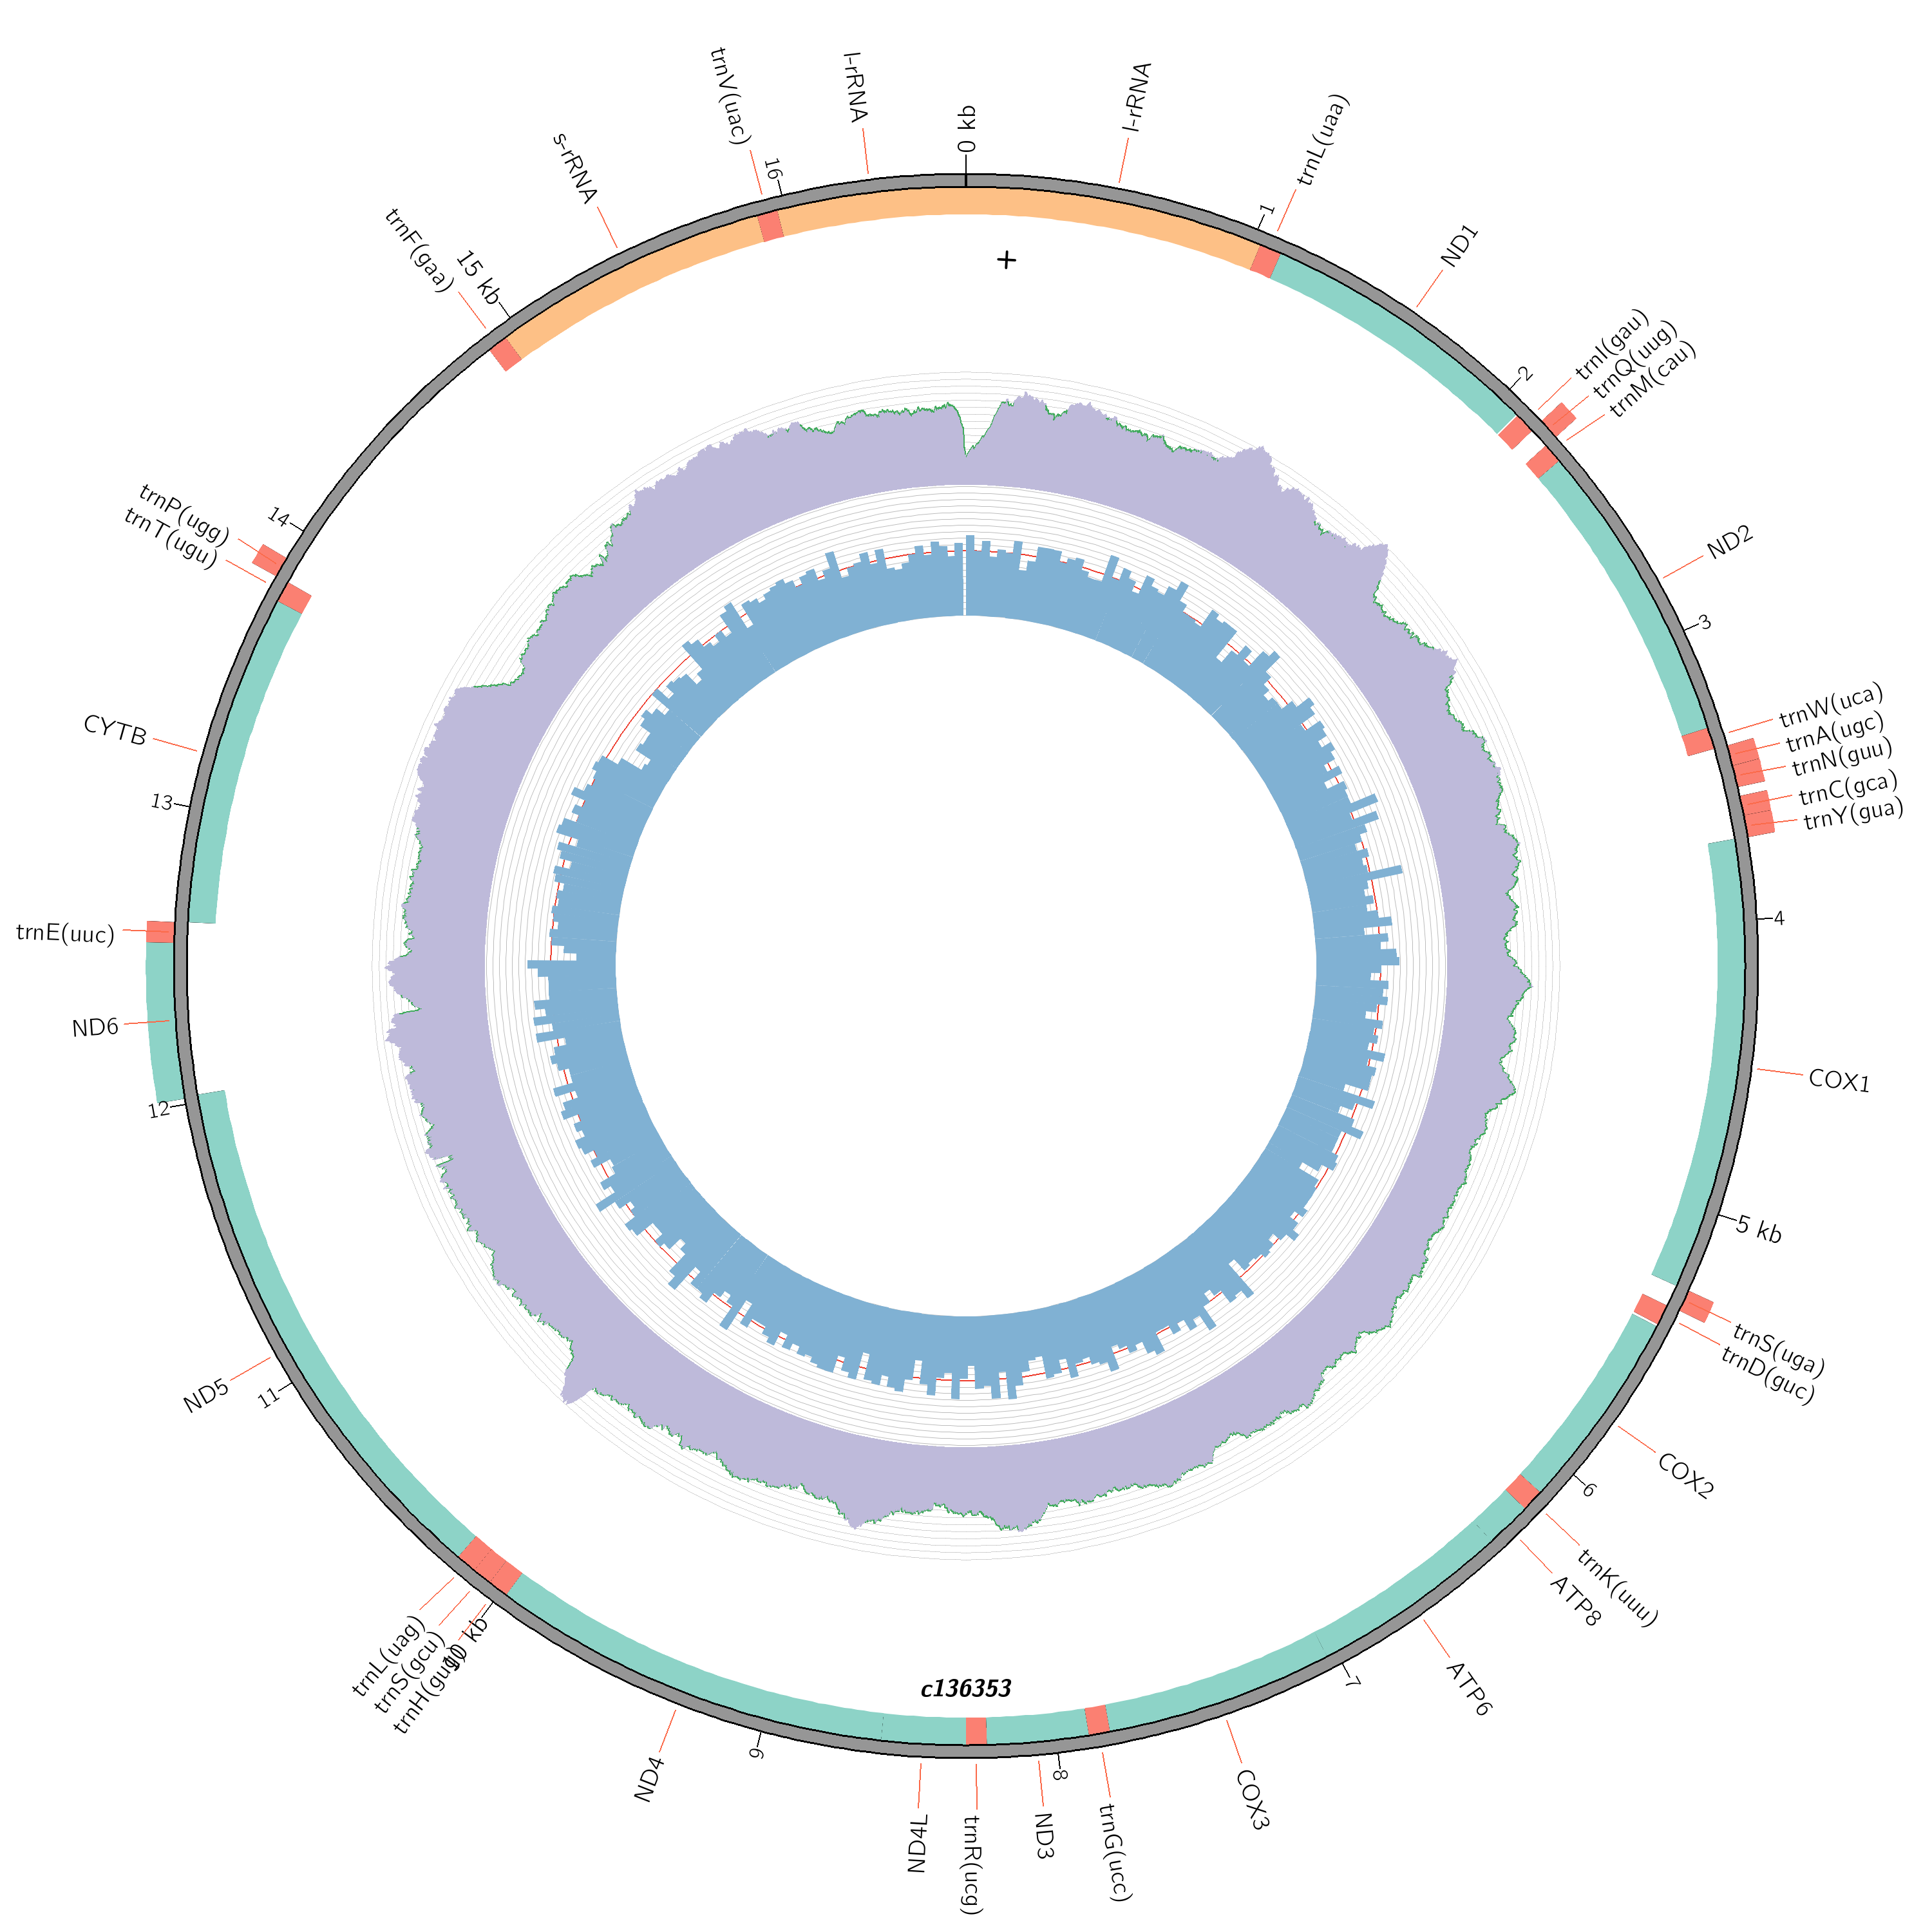 0 kb
l-rRNA
trnL(uaa)
1
ND1
2
trnI(gau)
trnQ(uug)
trnM(cau)
ND2
3
trnW(uca)
trnA(ugc)
trnN(guu)
trnC(gca)
trnY(gua)
4
COX1
5 kb
trnS(uga)
trnD(guc)
COX2
6
trnK(uuu)
ATP8
ATP6
7
COX3
trnG(ucc)
8
ND3
trnR(ucg)
ND4L
9
ND4
10 kb
trnH(gug)
trnS(gcu)
trnL(uag)
11
ND5
12
ND6
trnE(uuc)
13
CYTB
trnT(ugu)
trnP(ugg)
14
trnF(gaa)
15 kb
s-rRNA
trnV(uac)
16
l-rRNA
+
c136353